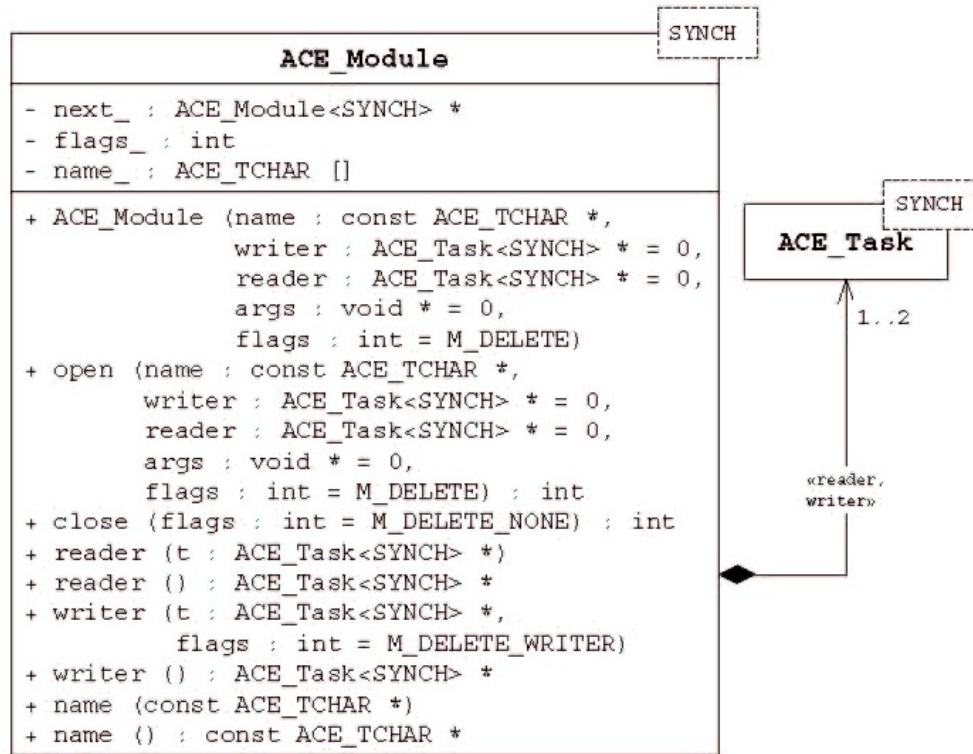 SYNCH
ACE_Module
- next_ : ACE_Module<SYNCH> *
- flags_ : int
- name_ : ACE_TCHAR []
+ ACE_Module (name : const ACE_TCHAR *,
writer : ACE_Task<SYNCH> * = 0,
reader : ACE_Task<SYNCH> * = 0,
args : void * = 0,
flags : int = M_DELETE)
+ open (name : const ACE_TCHAR *,
writer : ACE_Task<SYNCH> * = 0,
reader : ACE_Task<SYNCH> * = 0,
args : void * = 0,
flags : int = M_DELETE) : int
+ close (flags : int = M_DELETE_NONE) : int
+ reader (t : ACE_Task<SYNCH> *)
+ reader () : ACE_Task<SYNCH> *
+ writer (t : ACE_Task<SYNCH> *,
flags : int = M_DELETE_WRITER)
+ writer () : ACE_Task<SYNCH> *
+ name (const ACE_TCHAR *)
+ name () : const ACE_TCHAR *
SYNCH
ACE_Task
1..2
«reader,
writer»